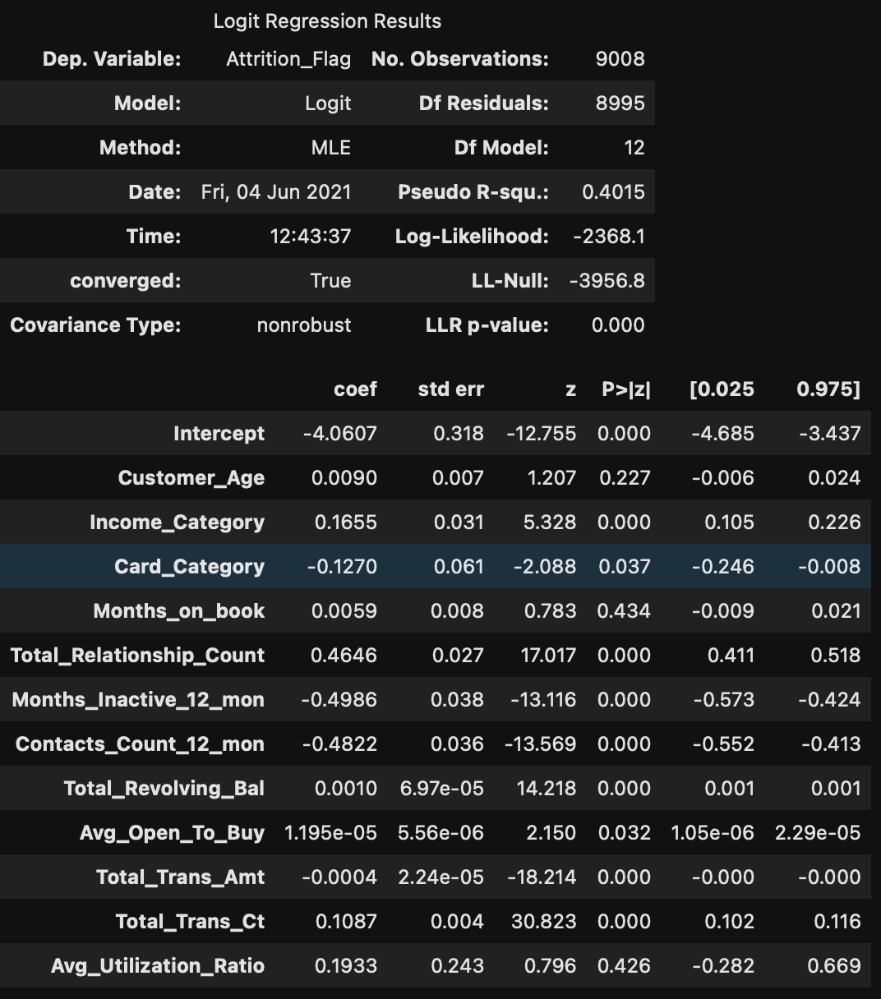 Logit Regression Results
Dep. Variable: Attrition_Flag No. Observations: 9008
Model: Logit Df Residuals: 8995
Method: MLE Df Model: 12
Date: Fri, 04 Jun 2021 Pseudo R-squ.: 0.4015
Time: 12:43:37 Log-Likelihood: -2368.1
converged: True LL-Null: -3956.8
Covariance Type: nonrobust LLR p-value: 0.000
coef std err z P>|z| [0.025 0.975]
Intercept -4.0607 0.318 -12.755 0.000 -4.685 -3.437
Customer_Age 0.0090 0.007 1.207 0.227 -0.006 0.024
Income_Category 0.1655 0.031 5.328 0.000 0.105 0.226
Card_Category -0.1270 0.061 -2.088 0.037 -0.246 -0.008
Months_on_book 0.0059 0.008 0.783 0.434 -0.009 0.021
Total_Relationship_Count 0.4646 0.027 17.017 0.000 0.411 0.518
Months_Inactive_12_mon -0.4986 0.038 -13.116 0.000 -0.573 -0.424
Contacts_Count_12_mon -0.4822 0.036 -13.569 0.000 -0.552 -0.413
Total_Revolving_Bal 0.0010 6.97e-05 14.218 0.000 0.001 0.001
Avg_Open_To_Buy 1.195e-05 5.56e-06 2.150 0.032 1.05e-06 2.29e-05
Total_Trans_Amt -0.0004 2.24e-05 -18.214 0.000 -0.000 -0.000
Total_Trans_Ct 0.1087 0.004 30.823 0.000 0.102 0.116
Avg_Utilization_Ratio 0.1933 0.243 0.796 0.426 -0.282 0.669